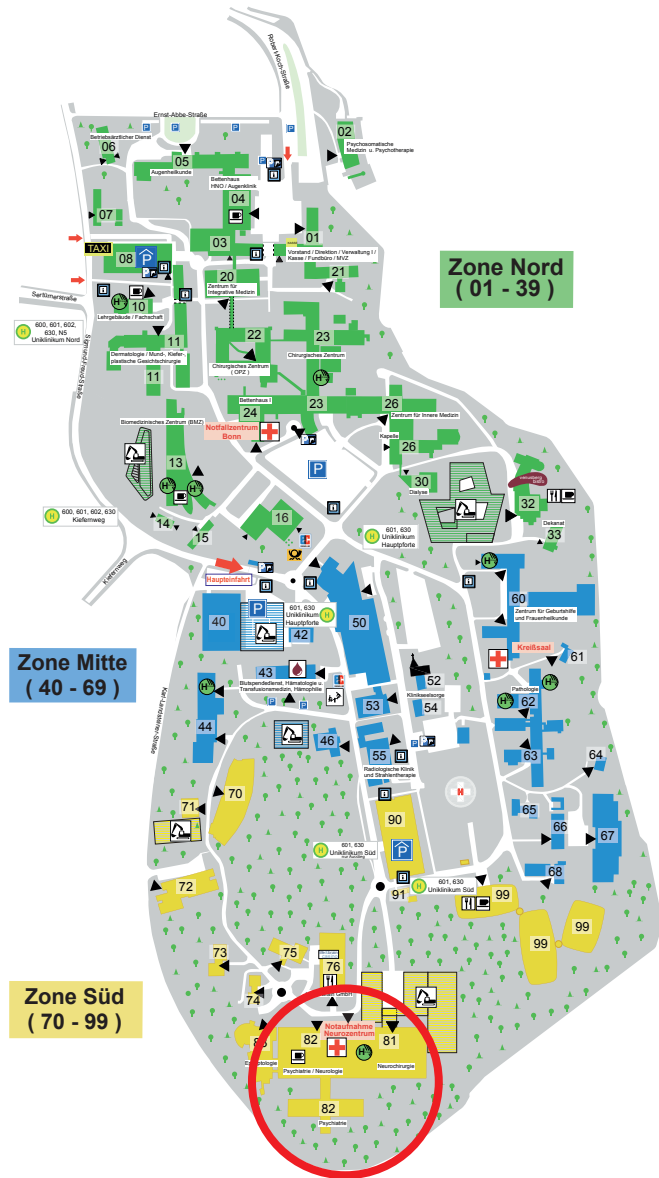 Robert-Koch-Straße
Ernst-Abbe-Straße
P
P
P
P
02
Psychosomatische
Medizin u. Psychotherapie
Betriebsärztlicher Dienst
06
05
Augenheilkunde
Bettenhaus
HNO / Augenklinik
04
07
03
01
Vorstand / Direktion / Verwaltung I /
Kasse / Fundbüro / MVZ
TAXI
08
P
20
Zentrum für
Integrative Medizin
21
Zone Nord
( 01 - 39 )
Sertürnerstraße
10
Lehrgebäude / Fachschaft
H
600, 601, 602,
630, N5
Uniklinikum Nord
Sigmund-Freud-Straße
11
Dermatologie / Mund-, Kiefer-,
plastische Gesichtschirurgie
11
22
Chirurgisches Zentrum
( OPZ )
23
Chirurgisches Zentrum
Bettenhaus I
24
23
26
Zentrum für Innere Medizin
Biomedizinisches Zentrum (BMZ)
Notfallzentrum
Bonn
Kapelle
26
13
P
30
Dialyse
32
Dekanat
33
14
15
16
H
600, 601, 602, 630
Kiefernweg
H
601, 630
Uniklinikum
Hauptpforte
Kiefernweg
Haupteinfahrt
40
P
601, 630
Uniklinikum
Hauptpforte
H
42
50
60
Zentrum für Geburtshilfe
und Frauenheilkunde
Kreißsaal
61
Zone Mitte
( 40 - 69 )
43
Blutspendedienst, Hämatologie u.
Transfusionsmedizin, Hämophilie
52
Klinikseelsorge
54
53
Pathologie
62
44
Karl-Landsteiner-Straße
46
55
Radiologische Klinik
und Strahlentherapie
63
64
H
70
71
90
P
65
66
67
H
601, 630
Uniklinikum Süd
68
72
H
601, 630
Uniklinikum Süd
91
99
99
99
73
75
76
74
Zone Süd
( 70 - 99 )
Notaufnahme
Neurozentrum
82
81
Psychiatrie / Neurologie
Neurochirurgie
82
Psychiatrie